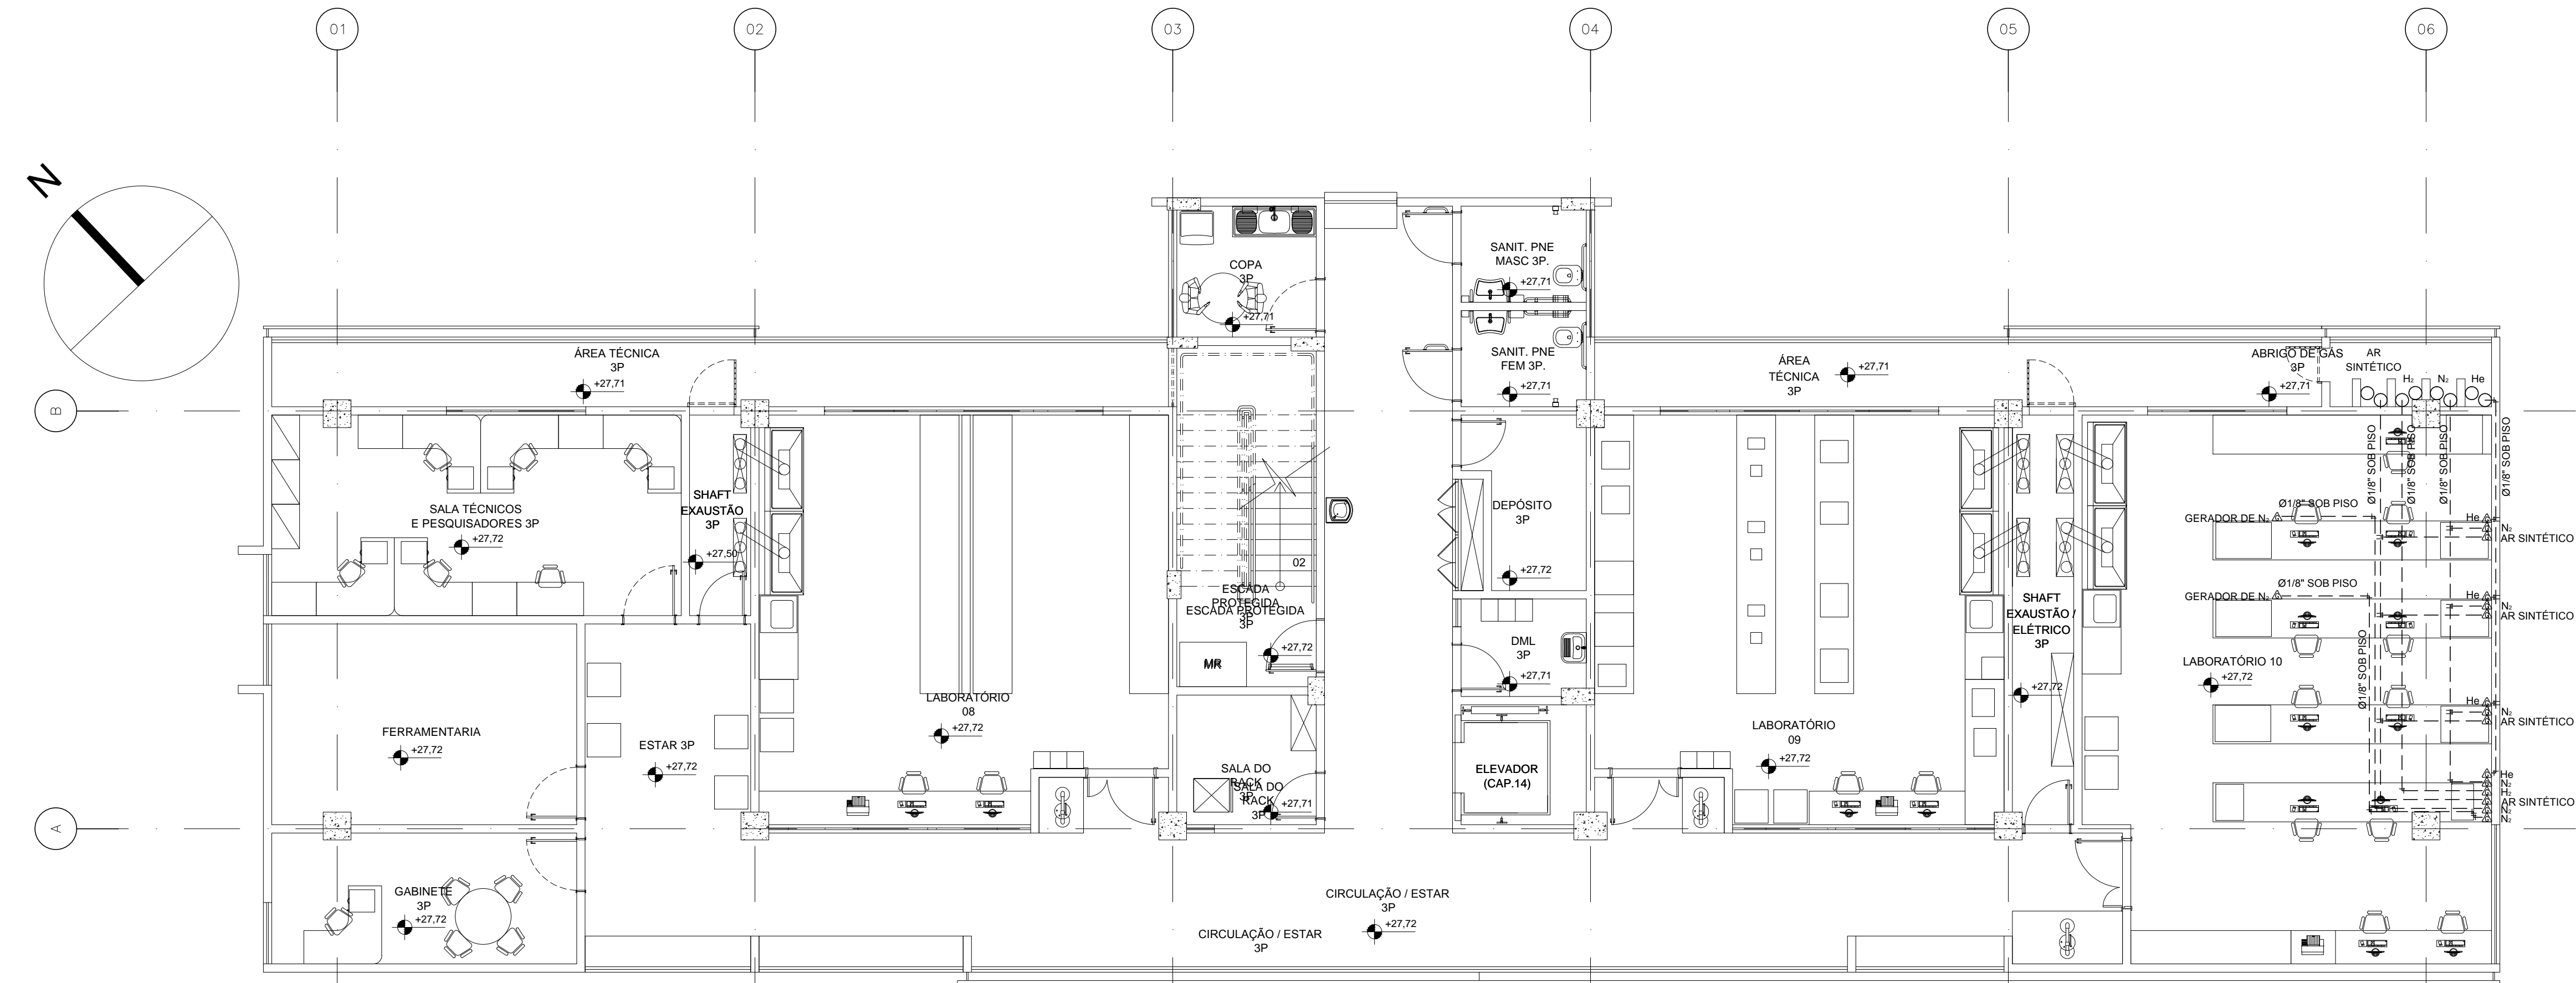 01
02
03
04
05
06
N
B
A
COPA
3P
+27,71
SANIT. PNE
MASC 3P.
+27,71
SANIT. PNE
FEM 3P.
+27,71
ÁREA TÉCNICA
3P
+27,71
ÁREA
TÉCNICA
3P
+27,71
ABRIGO DE GÁS
3P
+27,71
AR
SINTÉTICO
H₂
N₂
He
SALA TÉCNICOS
E PESQUISADORES 3P
+27,72
SHAFT
EXAUSTÃO
3P
+27,50
02
ESCADA
PROTEGIDA
3P
ESCADA PROTEGIDA
3P
+27,72
MR
DEPÓSITO
3P
+27,72
DML
3P
+27,71
SHAFT
EXAUSTÃO /
ELÉTRICO
3P
+27,72
Ø1/8" SOB PISO
Ø1/8" SOB PISO
Ø1/8" SOB PISO
Ø1/8" SOB PISO
Ø1/8" SOB PISO
GERADOR DE N₂
He
N₂
AR SINTÉTICO
Ø1/8" SOB PISO
GERADOR DE N₂
He
N₂
AR SINTÉTICO
Ø1/8" SOB PISO
LABORATÓRIO 10
+27,72
He
N₂
AR SINTÉTICO
He
N₂
H₂
AR SINTÉTICO
N₂
N₂
LABORATÓRIO
08
+27,72
FERRAMENTARIA
+27,72
ESTAR 3P
+27,72
SALA DO
RACK
3P
SALA DO
RACK
3P
+27,71
ELEVADOR
(CAP.14)
LABORATÓRIO
09
+27,72
GABINETE
3P
+27,72
CIRCULAÇÃO / ESTAR
3P
+27,72
CIRCULAÇÃO / ESTAR
3P